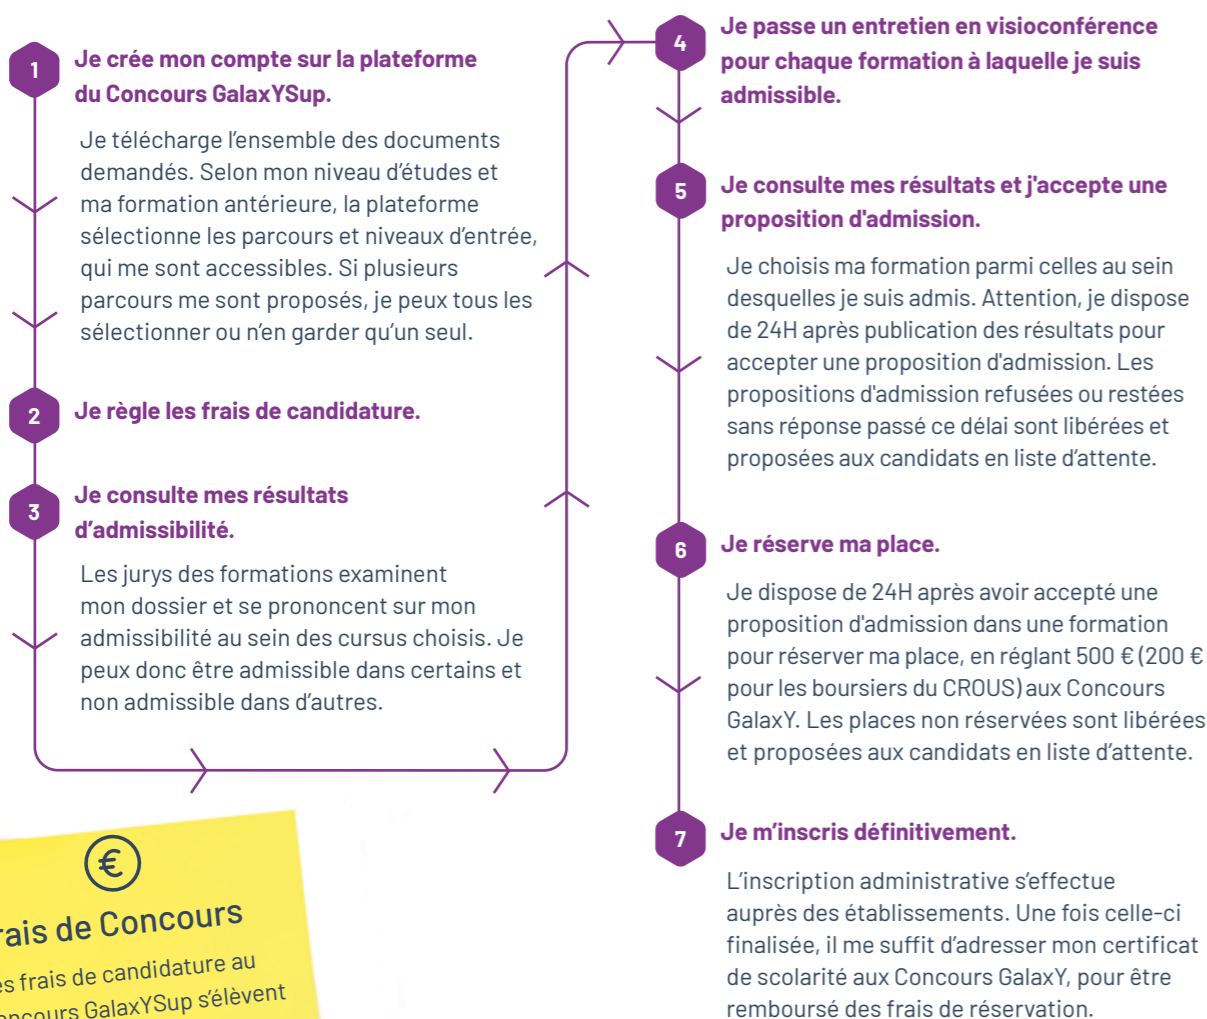 1
Je crée mon compte sur la plateforme
du Concours GalaxYSup.
Je télécharge l'ensemble des documents
demandés. Selon mon niveau d'études et
ma formation antérieure, la plateforme
sélectionne les parcours et niveaux d'entrée,
qui me sont accessibles. Si plusieurs
parcours me sont proposés, je peux tous les
sélectionner ou n'en garder qu'un seul.
2
Je règle les frais de candidature.
3
Je consulte mes résultats
d'admissibilité.
Les jurys des formations examinent
mon dossier et se prononcent sur mon
admissibilité au sein des cursus choisis. Je
peux donc être admissible dans certains et
non admissible dans d'autres.
4
Je passe un entretien en visioconférence
pour chaque formation à laquelle je suis
admissible.
5
Je consulte mes résultats et j'accepte une
proposition d'admission.
Je choisis ma formation parmi celles au sein
desquelles je suis admis. Attention, je dispose
de 24H après publication des résultats pour
accepter une proposition d'admission. Les
propositions d'admission refusées ou restées
sans réponse passé ce délai sont libérées et
proposées aux candidats en liste d'attente.
6
Je réserve ma place.
Je dispose de 24H après avoir accepté une
proposition d'admission dans une formation
pour réserver ma place, en réglant 500 € (200 €
pour les boursiers du CROUS) aux Concours
GalaxY. Les places non réservées sont libérées
et proposées aux candidats en liste d'attente.
7
Je m'inscris définitivement.
L'inscription administrative s'effectue
auprès des établissements. Une fois celle-ci
finalisée, il me suffit d'adresser mon certificat
de scolarité aux Concours GalaxY, pour être
remboursé des frais de réservation.
€
rais de Concours
es frais de candidature au
oncours GalaxYSup s'élèvent